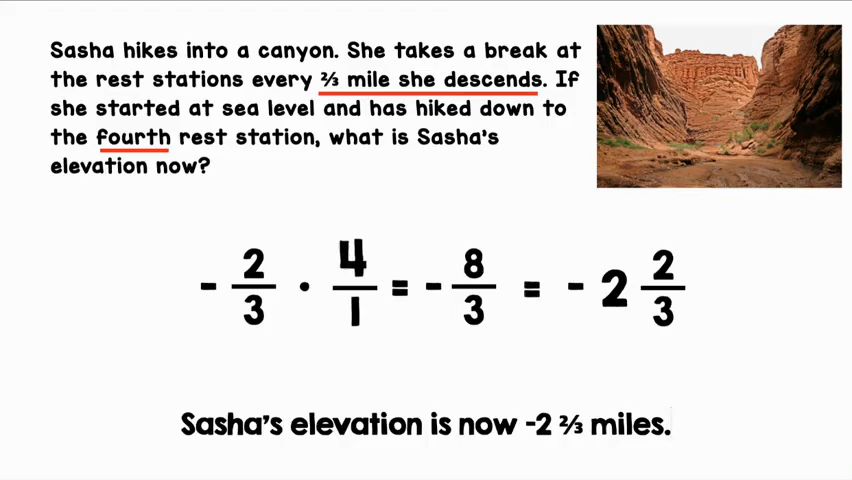 Sasha hikes into a canyon. She takes a break at
the rest stations every ⅔ mile she descends. If
she started at sea level and has hiked down to
the fourth rest station, what is Sasha's
elevation now?
- 2/3 · 4/1 = - 8/3 = - 2 2/3
Sasha's elevation is now -2 ⅔ miles.